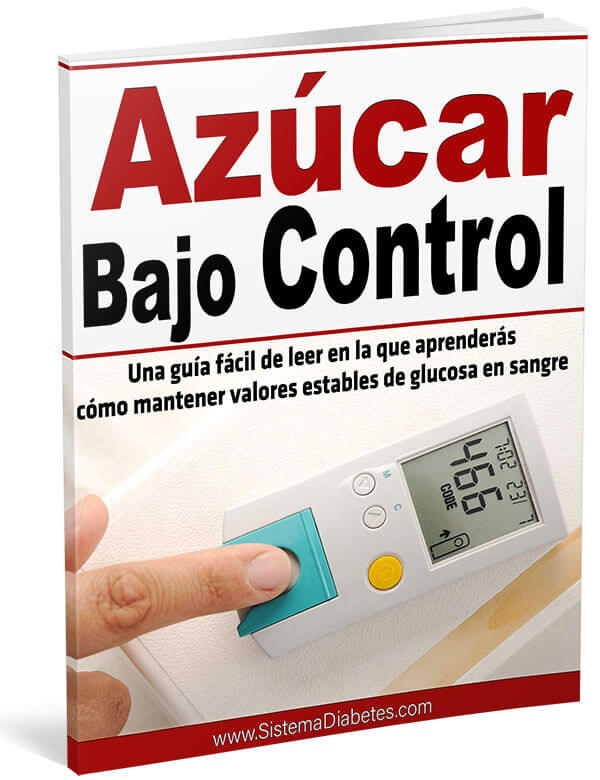 Azúcar
Bajo Control
Una guía fácil de leer en la que aprenderás
cómo mantener valores estables de glucosa en sangre
M
C
CODE
466
www.SistemaDiabetes.com